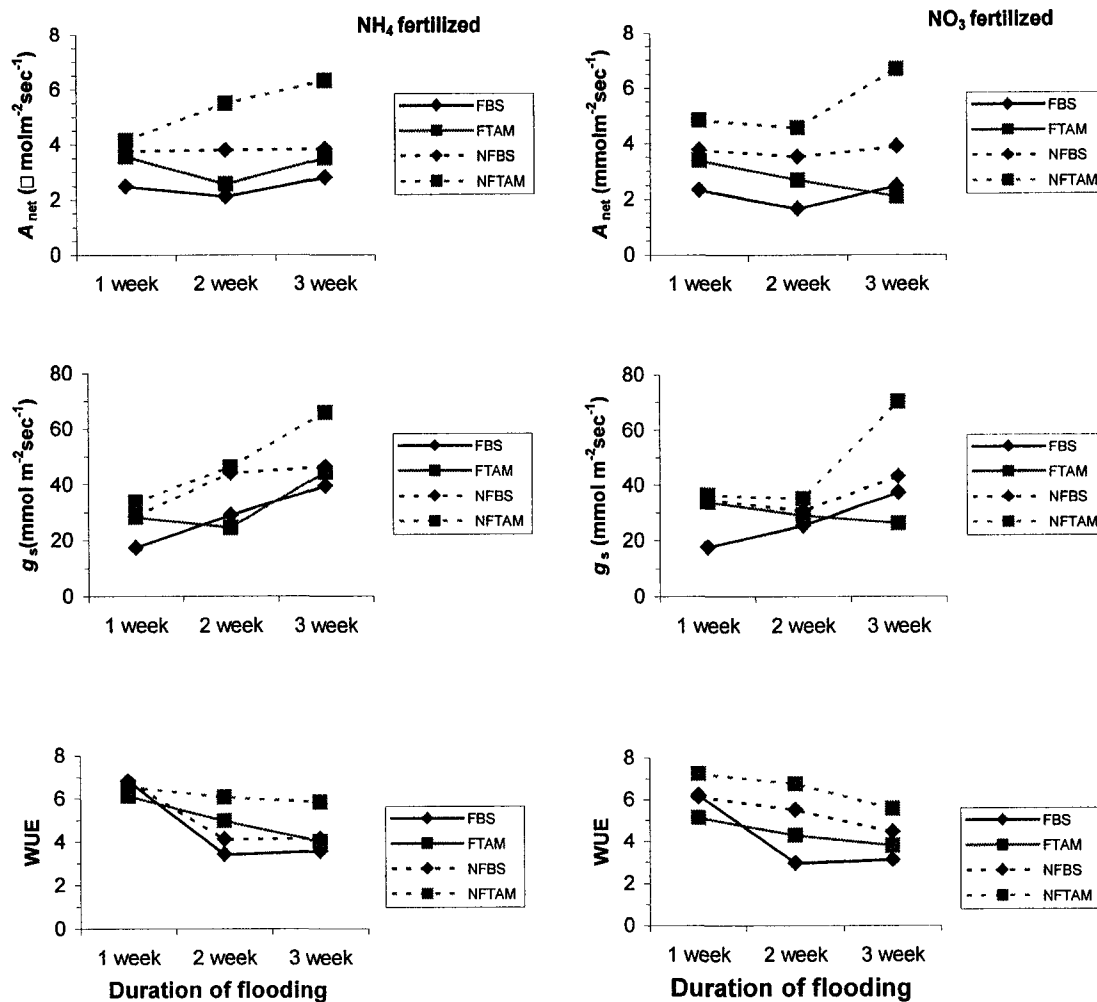 NH₄ fertilized
8
6
4
2
0
A net (□ molm⁻²sec⁻¹)
1 week 2 week 3 week
FBS
FTAM
NFBS
NFTAM
NO₃ fertilized
8
6
4
2
0
A net (mmolm⁻²sec⁻¹)
1 week 2 week 3 week
FBS
FTAM
NFBS
NFTAM
80
60
40
20
0
g s (mmol m⁻²sec⁻¹)
1 week 2 week 3 week
FBS
FTAM
NFBS
NFTAM
80
60
40
20
0
g s (mmol m⁻²sec⁻¹)
1 week 2 week 3 week
FBS
FTAM
NFBS
NFTAM
8
6
4
2
0
WUE
1 week 2 week 3 week
Duration of flooding
FBS
FTAM
NFBS
NFTAM
8
6
4
2
0
WUE
1 week 2 week 3 week
Duration of flooding
FBS
FTAM
NFBS
NFTAM